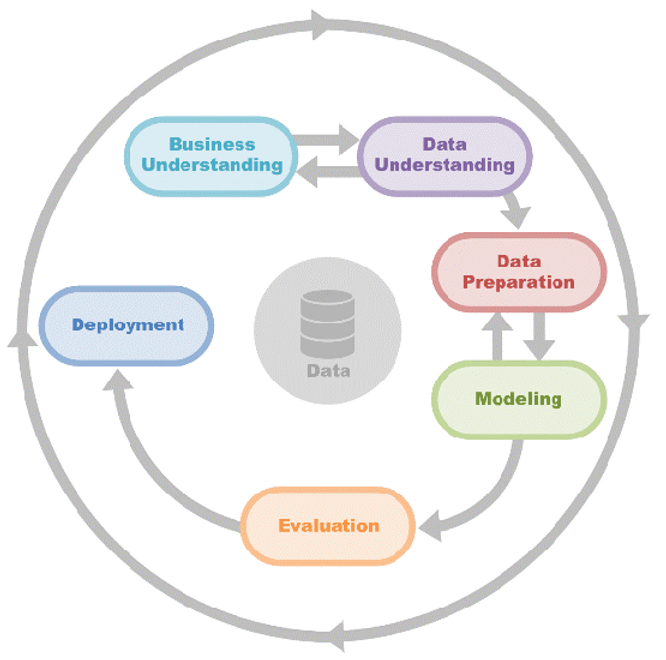 Business
Understanding
Data
Understanding
Data
Preparation
Modeling
Evaluation
Deployment
Data